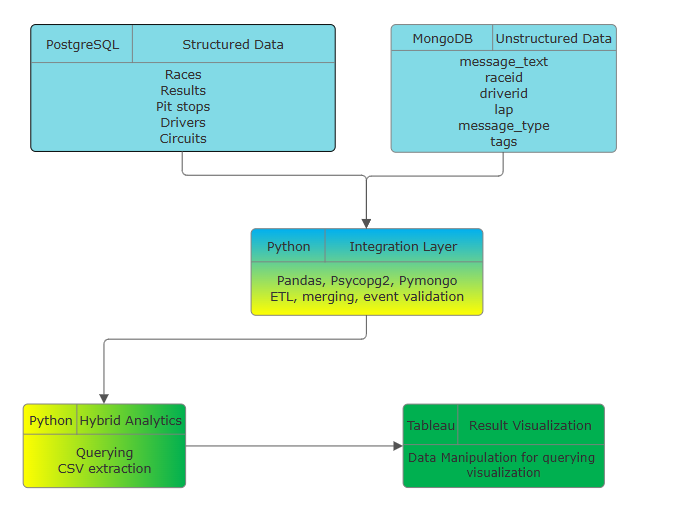 PostgreSQL
Structured Data
Races
Results
Pit stops
Drivers
Circuits
MongoDB
Unstructured Data
message_text
raceid
driverid
lap
message_type
tags
Python
Integration Layer
Pandas, Psycopg2, Pymongo
ETL, merging, event validation
Python
Hybrid Analytics
Querying
CSV extraction
Tableau
Result Visualization
Data Manipulation for querying
visualization